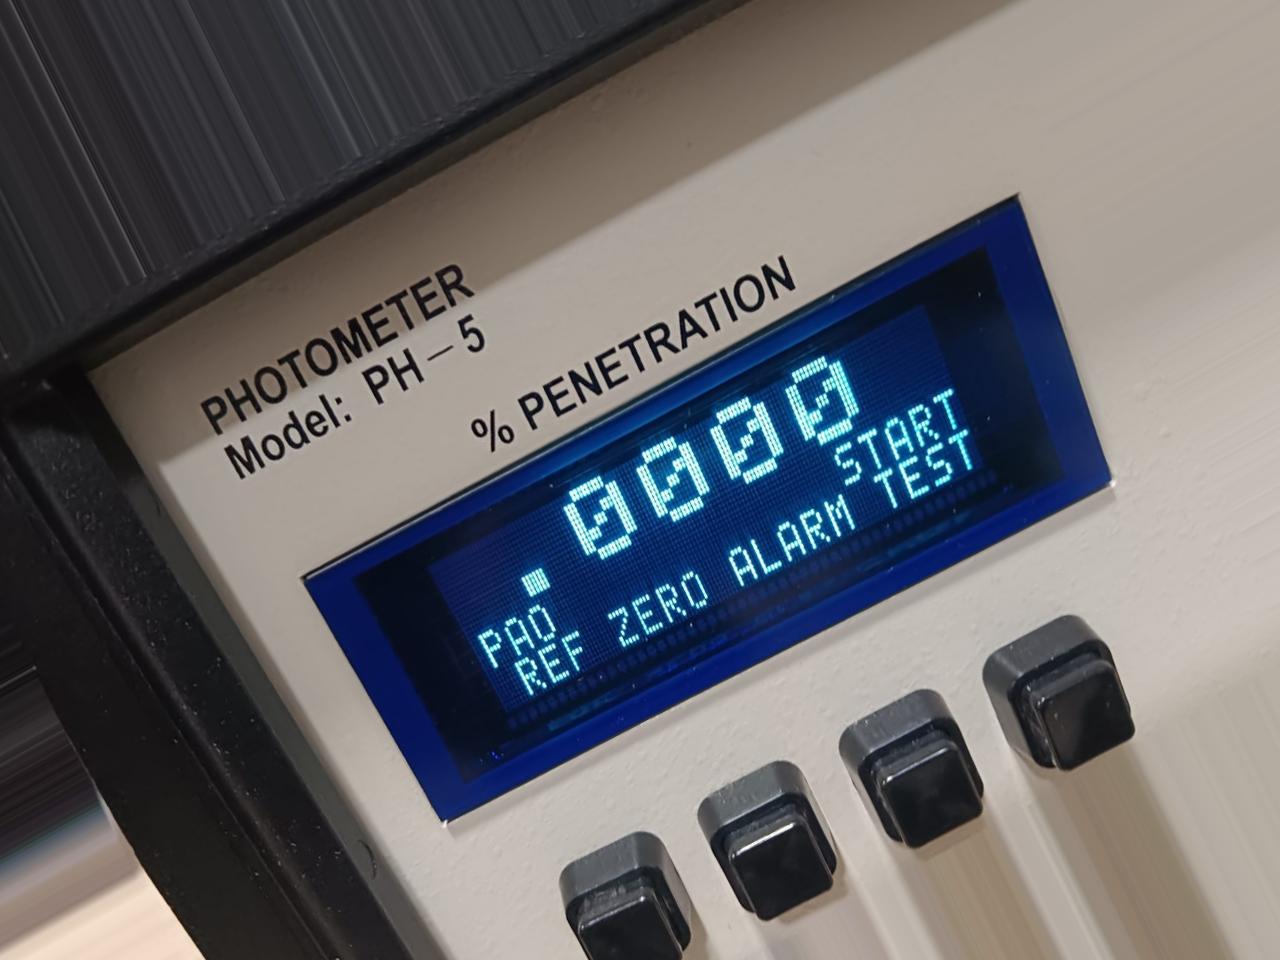 PHOTOMETER
Model: PH – 5
% PENETRATION
.0000
PAO START
REF ZERO ALARM TEST